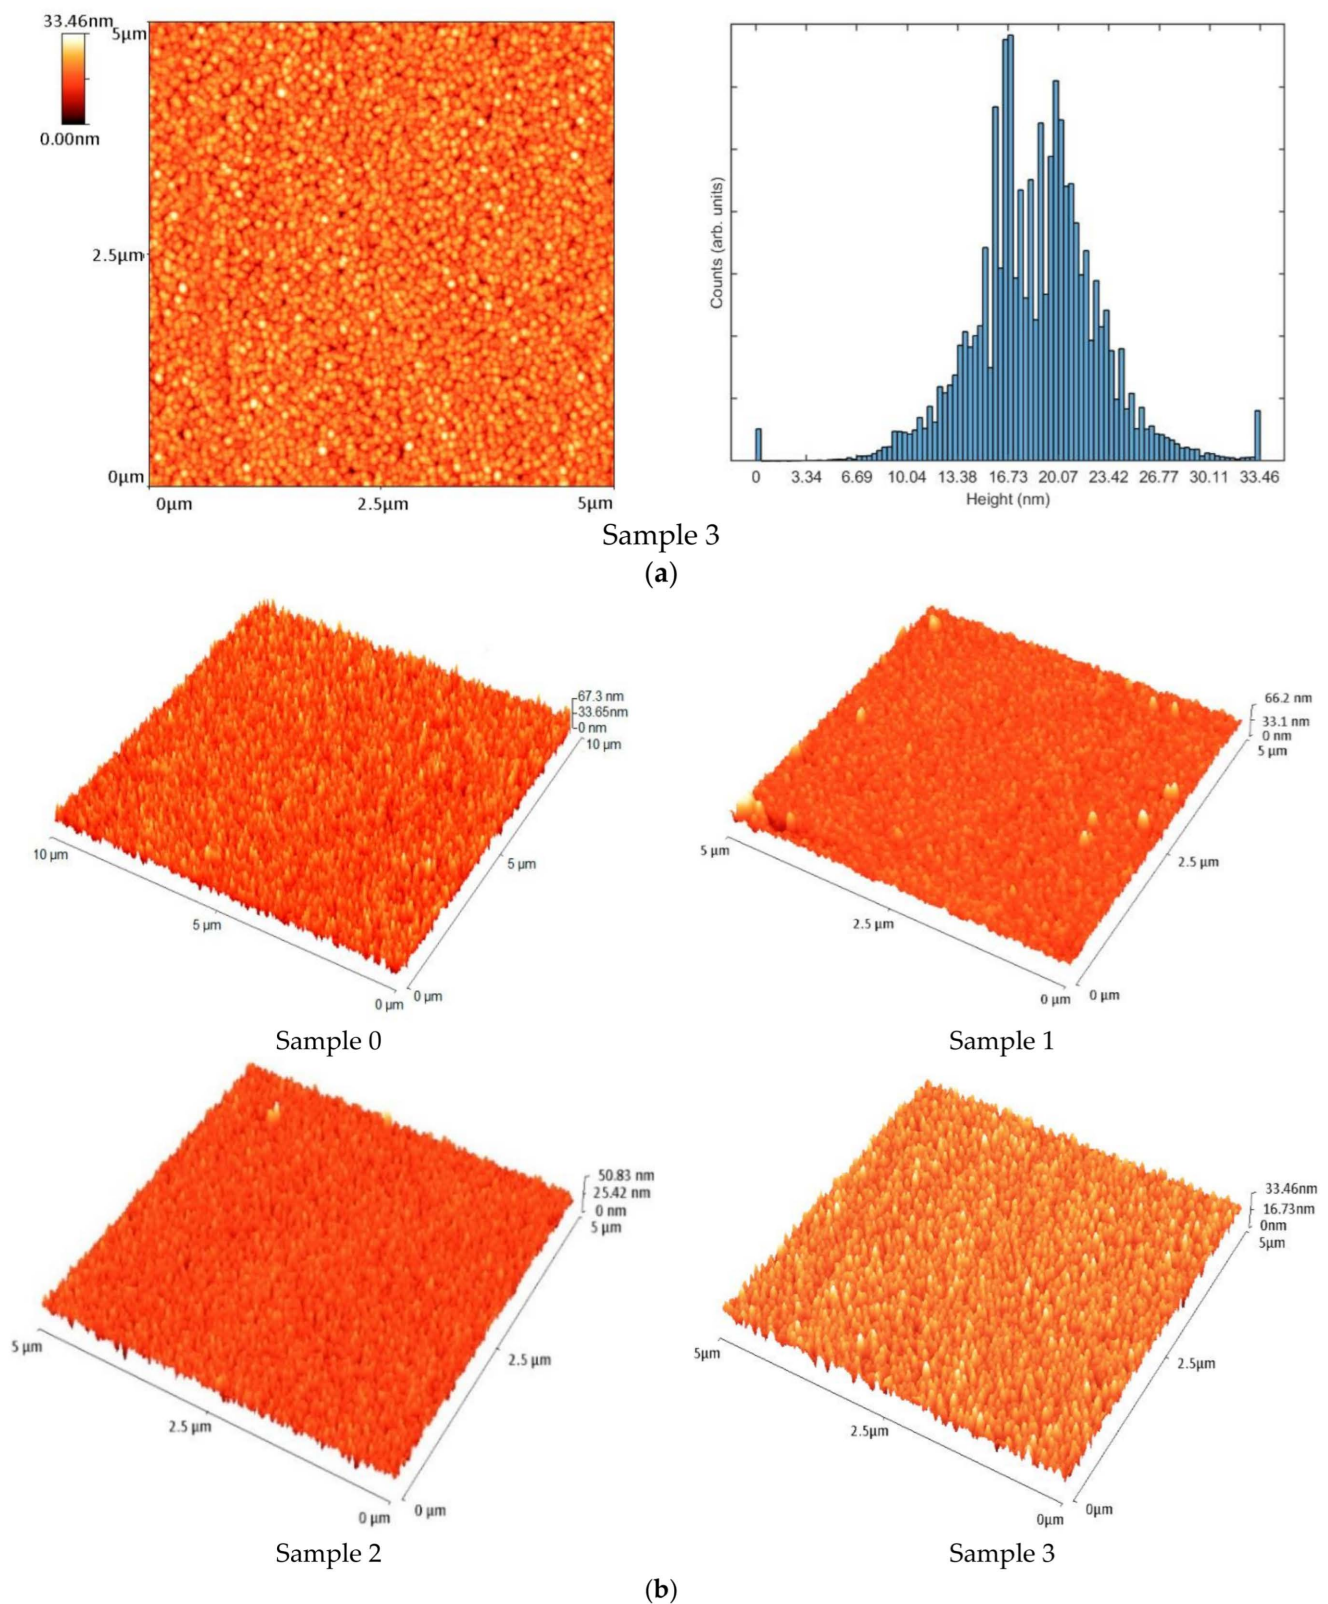 33.46nm
5µm
0.00nm
2.5µm
0µm
0µm 2.5µm 5µm
Counts (arb. units)
0 3.34 6.69 10.04 13.38 16.73 20.07 23.42 26.77 30.11 33.46
Height (nm)
Sample 3
(a)
67.3 nm
33.65nm
0 nm
10 µm
10 µm
5 µm
5 µm
0 µm
0 µm
Sample 0
66.2 nm
33.1 nm
0 nm
5 µm
5 µm
2.5 µm
2.5 µm
0 µm
0 µm
Sample 1
50.83 nm
25.42 nm
0 nm
5 µm
5 µm
2.5 µm
2.5 µm
0 µm
0 µm
Sample 2
33.46nm
16.73nm
0nm
5µm
5µm
2.5µm
2.5µm
0µm
0µm
Sample 3
(b)